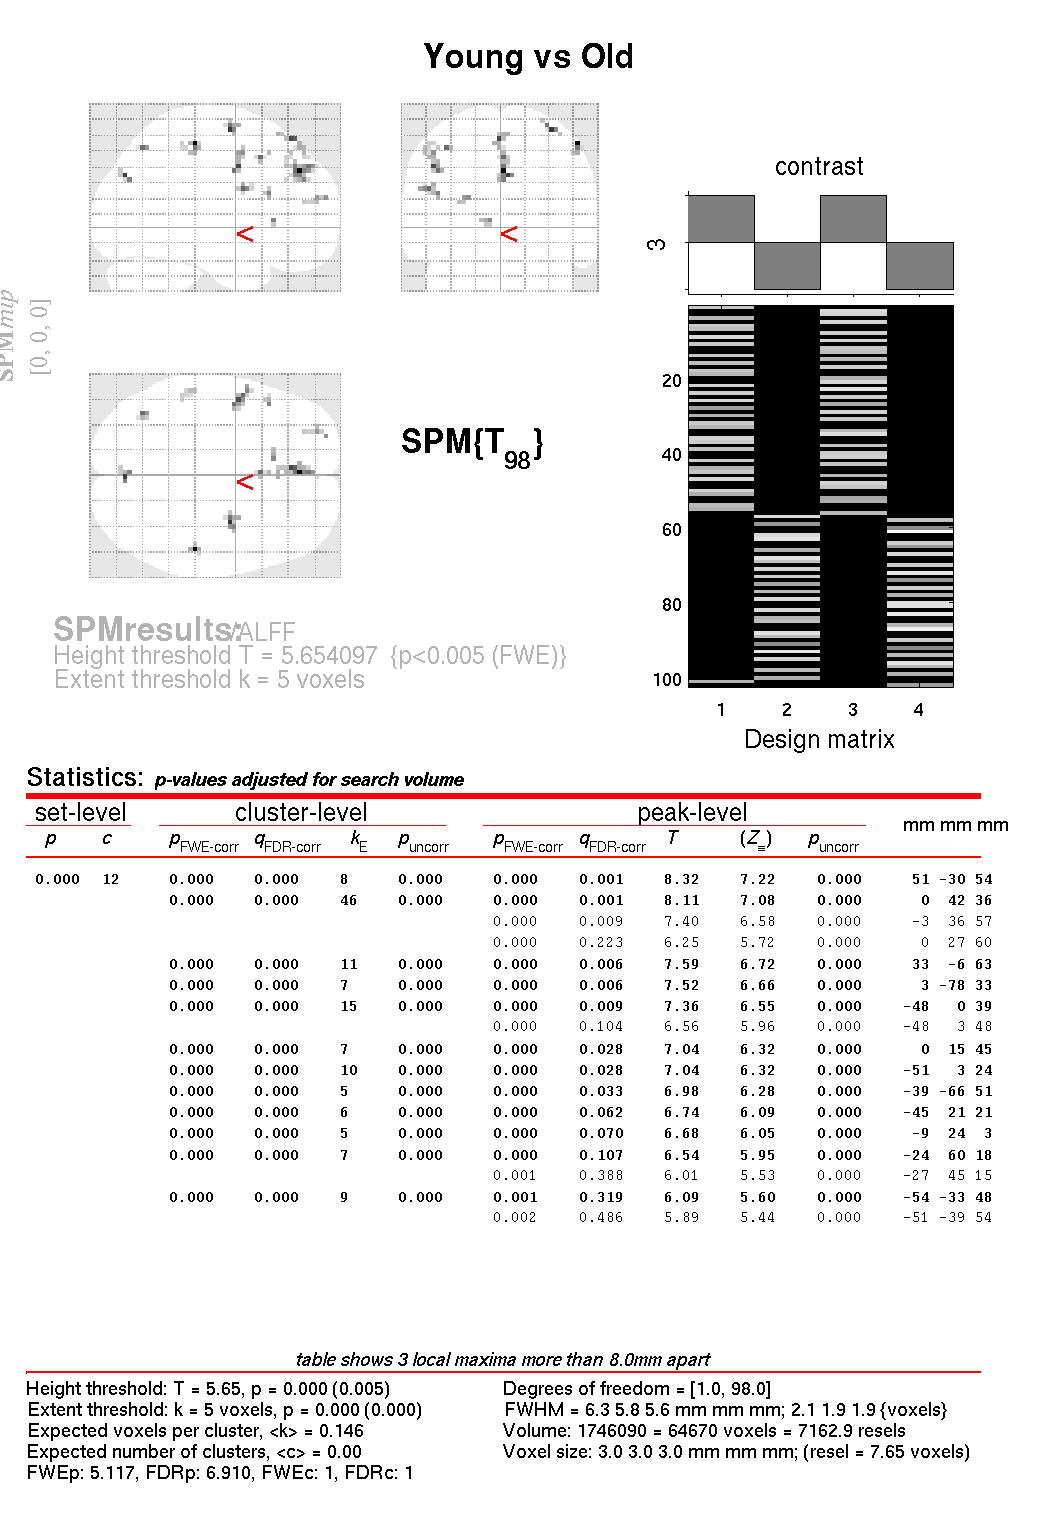 Young vs Old
contrast
3
<
<
SPMmip
[0, 0, 0]
<
SPM{T98}
20
40
60
80
100
1 2 3 4
Design matrix
SPMresults: /ALFF
Height threshold T = 5.654097 {p<0.005 (FWE)}
Extent threshold k = 5 voxels
Statistics: p-values adjusted for search volume
set-level cluster-level peak-level
mm mm mm
p c pFWE-corr qFDR-corr kE puncorr pFWE-corr qFDR-corr T (Z≡) puncorr
0.000 12 0.000 0.000 8 0.000 0.000 0.001 8.32 7.22 0.000 51 -30 54
0.000 0.000 46 0.000 0.000 0.001 8.11 7.08 0.000 0 42 36
0.000 0.009 7.40 6.58 0.000 -3 36 57
0.000 0.223 6.25 5.72 0.000 0 27 60
0.000 0.000 11 0.000 0.000 0.006 7.59 6.72 0.000 33 -6 63
0.000 0.000 7 0.000 0.000 0.006 7.52 6.66 0.000 3 -78 33
0.000 0.000 15 0.000 0.000 0.009 7.36 6.55 0.000 -48 0 39
0.000 0.104 6.56 5.96 0.000 -48 3 48
0.000 0.000 7 0.000 0.000 0.028 7.04 6.32 0.000 0 15 45
0.000 0.000 10 0.000 0.000 0.028 7.04 6.32 0.000 -51 3 24
0.000 0.000 5 0.000 0.000 0.033 6.98 6.28 0.000 -39 -66 51
0.000 0.000 6 0.000 0.000 0.062 6.74 6.09 0.000 -45 21 21
0.000 0.000 5 0.000 0.000 0.070 6.68 6.05 0.000 -9 24 3
0.000 0.000 7 0.000 0.000 0.107 6.54 5.95 0.000 -24 60 18
0.001 0.388 6.01 5.53 0.000 -27 45 15
0.000 0.000 9 0.000 0.001 0.319 6.09 5.60 0.000 -54 -33 48
0.002 0.486 5.89 5.44 0.000 -51 -39 54
table shows 3 local maxima more than 8.0mm apart
Height threshold: T = 5.65, p = 0.000 (0.005)
Extent threshold: k = 5 voxels, p = 0.000 (0.000)
Expected voxels per cluster, <k> = 0.146
Expected number of clusters, <c> = 0.00
FWEp: 5.117, FDRp: 6.910, FWEc: 1, FDRc: 1
Degrees of freedom = [1.0, 98.0]
FWHM = 6.3 5.8 5.6 mm mm mm; 2.1 1.9 1.9 {voxels}
Volume: 1746090 = 64670 voxels = 7162.9 resels
Voxel size: 3.0 3.0 3.0 mm mm mm; (resel = 7.65 voxels)